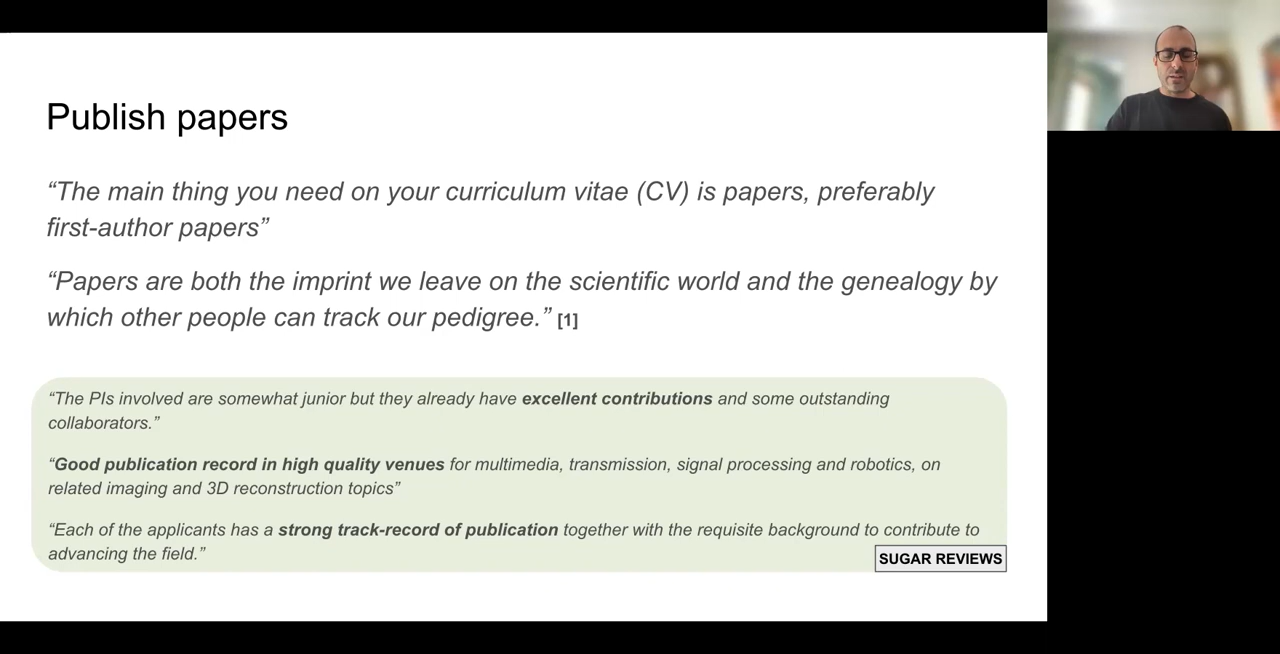 Publish papers
“The main thing you need on your curriculum vitae (CV) is papers, preferably
first-author papers”
“Papers are both the imprint we leave on the scientific world and the genealogy by
which other people can track our pedigree.” [1]
“The PIs involved are somewhat junior but they already have excellent contributions and some outstanding
collaborators.”
“Good publication record in high quality venues for multimedia, transmission, signal processing and robotics, on
related imaging and 3D reconstruction topics”
“Each of the applicants has a strong track-record of publication together with the requisite background to contribute to
advancing the field.”
SUGAR REVIEWS